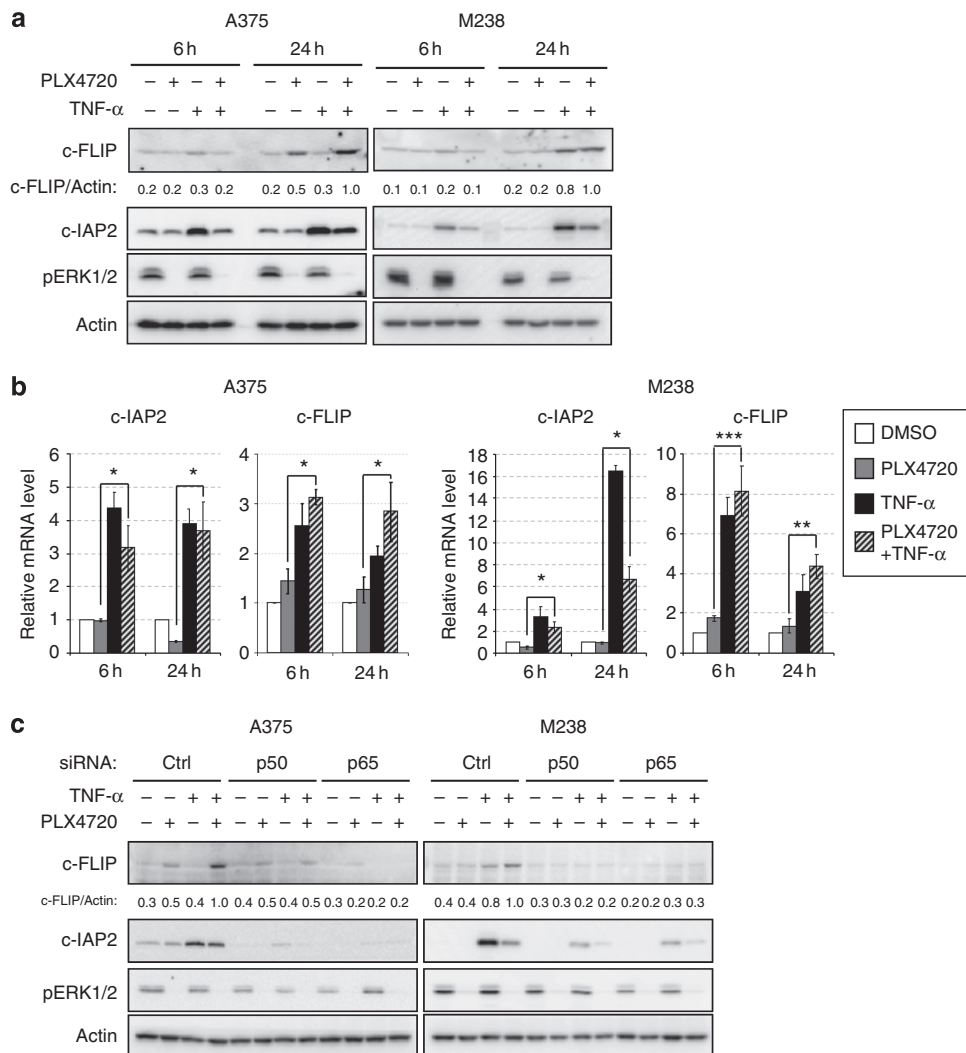 a
A375 M238
6 h 24 h 6 h 24 h
PLX4720 – + – + – + – + – + – + – + – +
TNF-α – – + + – – + + – – + + – – + +
c-FLIP
c-FLIP/Actin: 0.2 0.2 0.3 0.2 0.2 0.5 0.3 1.0 0.1 0.1 0.2 0.1 0.2 0.2 0.8 1.0
c-IAP2
pERK1/2
Actin
b
A375 M238
c-IAP2 c-FLIP c-IAP2 c-FLIP
Relative mRNA level
7
6
5
4
3
2
1
0
* *
6 h 24 h
4
3
2
1
0
* *
6 h 24 h
Relative mRNA level
18
16
14
12
10
8
6
4
2
0
* *
6 h 24 h
10
8
6
4
2
0
*** **
6 h 24 h
DMSO
PLX4720
TNF-α
PLX4720
+TNF-α
c
A375 M238
siRNA: Ctrl p50 p65 Ctrl p50 p65
TNF-α – – + + – – + + – – + + – – + + – – + + – – + +
PLX4720 – + – + – + – + – + – + – + – + – + – + – + – +
c-FLIP
c-FLIP/Actin: 0.3 0.5 0.4 1.0 0.4 0.5 0.4 0.5 0.3 0.2 0.2 0.2 0.4 0.4 0.8 1.0 0.3 0.3 0.2 0.2 0.2 0.2 0.3 0.3
c-IAP2
pERK1/2
Actin